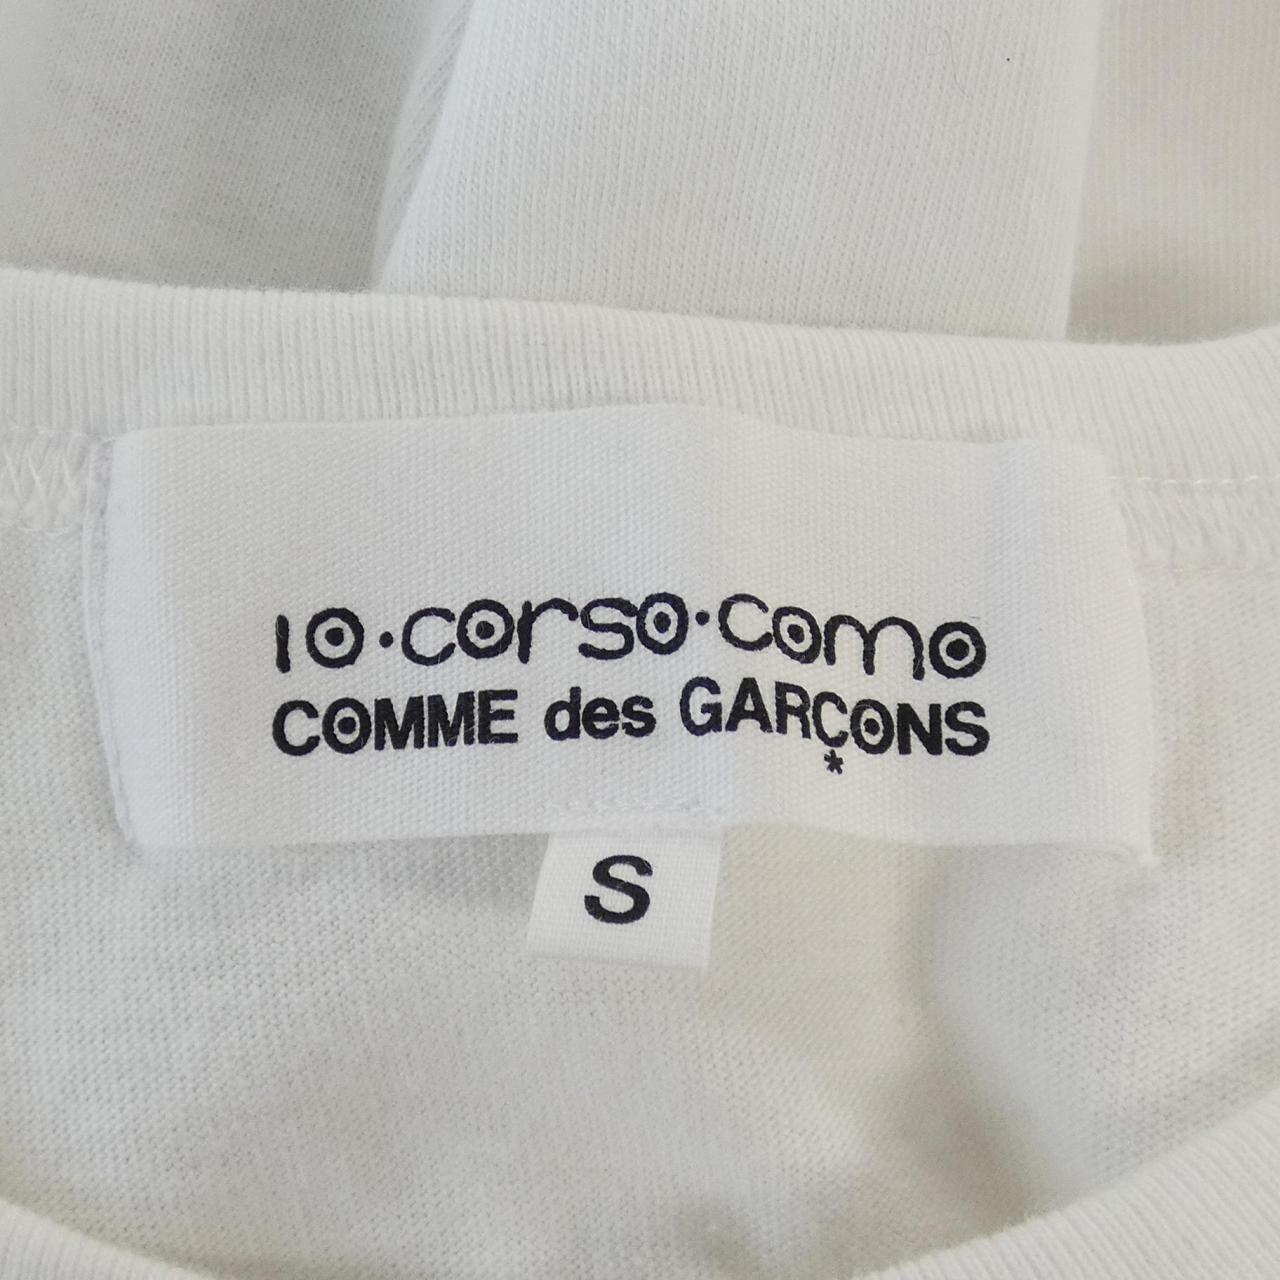 10·corso·como
COMME des GARÇONS
*
S